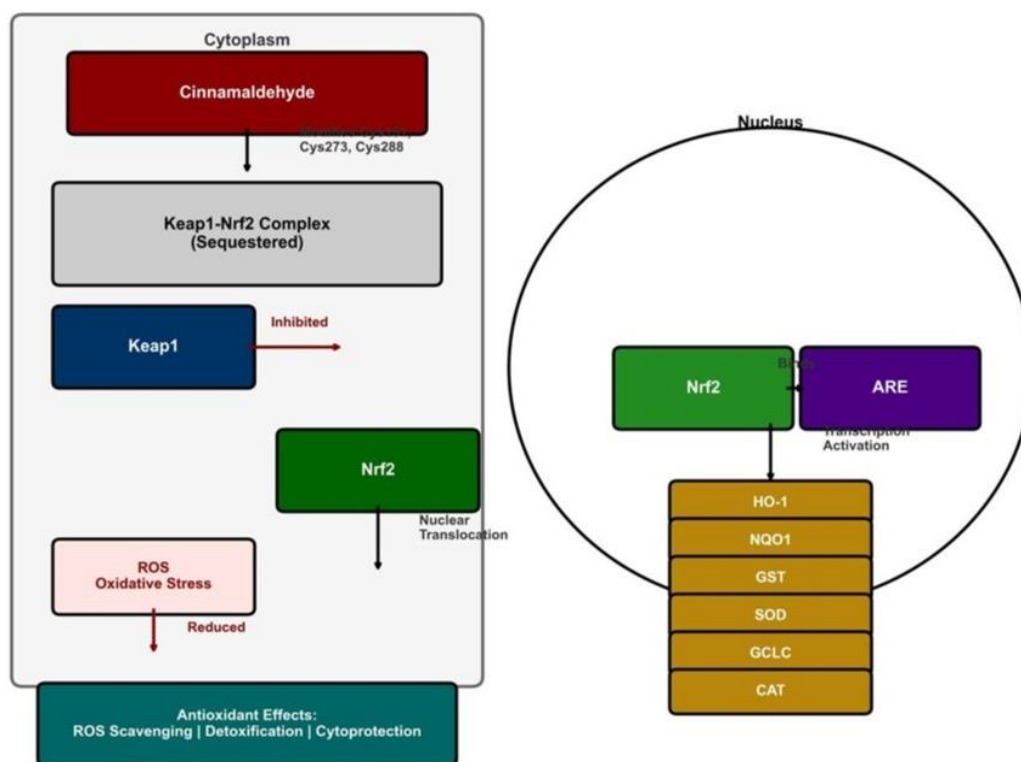 Cytoplasm
Cinnamaldehyde
Cys273, Cys288
Keap1-Nrf2 Complex
(Sequestered)
Keap1
Inhibited
Nrf2
Nuclear
Translocation
ROS
Oxidative Stress
Reduced
Antioxidant Effects:
ROS Scavenging | Detoxification | Cytoprotection
Nucleus
Nrf2
ARE
Transcription
Activation
HO-1
NQO1
GST
SOD
GCLC
CAT